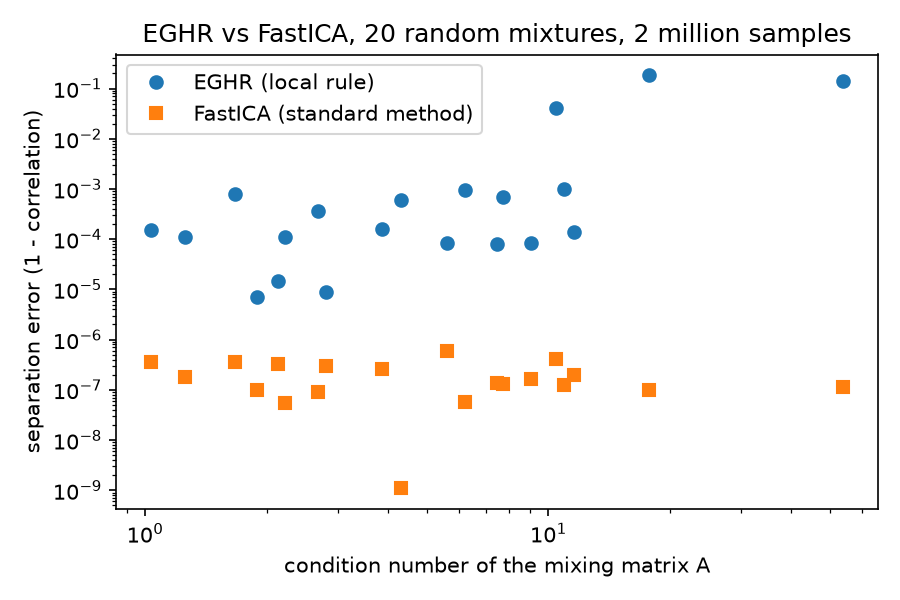 EGHR vs FastICA, 20 random mixtures, 2 million samples
EGHR (local rule)
FastICA (standard method)
separation error (1 - correlation)
10⁻¹
10⁻²
10⁻³
10⁻⁴
10⁻⁵
10⁻⁶
10⁻⁷
10⁻⁸
10⁻⁹
10⁰ 10¹
condition number of the mixing matrix A